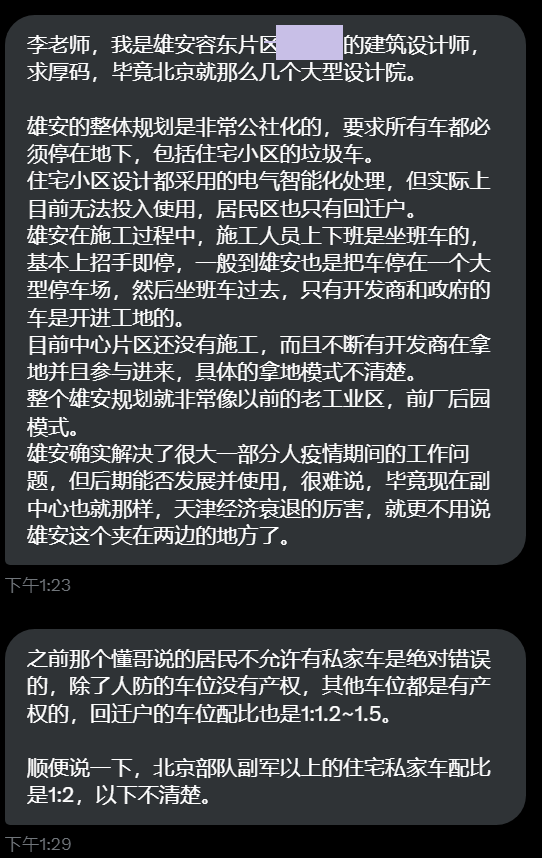 李老师，我是雄安容东片区的建筑设计师，
求厚码，毕竟北京就那么几个大型设计院。
雄安的整体规划是非常公社化的，要求所有车都必
须停在地下，包括住宅小区的垃圾车。
住宅小区设计都采用的电气智能化处理，但实际上
目前无法投入使用，居民区也只有回迁户。
雄安在施工过程中，施工人员上下班是坐班车的，
基本上招手即停，一般到雄安也是把车停在一个大
型停车场，然后坐班车过去，只有开发商和政府的
车是开进工地的。
目前中心片区还没有施工，而且不断有开发商在拿
地并且参与进来，具体的拿地模式不清楚。
整个雄安规划就非常像以前的老工业区，前厂后园
模式。
雄安确实解决了很大一部分人疫情期间的工作问
题，但后期能否发展并使用，很难说，毕竟现在副
中心也就那样，天津经济衰退的厉害，就更不用说
雄安这个夹在两边的地方了。
下午1:23
之前那个懂哥说的居民不允许有私家车是绝对错误
的，除了人防的车位没有产权，其他车位都是有产
权的，回迁户的车位配比也是1:1.2~1.5。
顺便说一下，北京部队副军以上的住宅私家车配比
是1:2，以下不清楚。
下午1:29